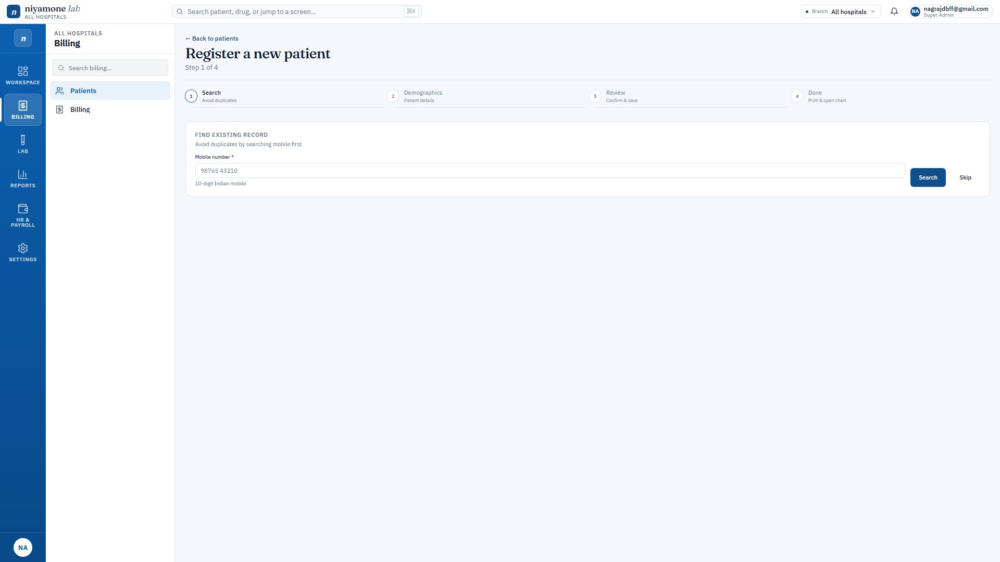 n niyamone lab
ALL HOSPITALS
Search patient, drug, or jump to a screen... ⌘K
Branch All hospitals
NA nagrajdbff@gmail.com
Super Admin
n
WORKSPACE
BILLING
LAB
REPORTS
HR &
PAYROLL
SETTINGS
NA
ALL HOSPITALS
Billing
Search billing...
Patients
Billing
← Back to patients
Register a new patient
Step 1 of 4
1 Search
Avoid duplicates
2 Demographics
Patient details
3 Review
Confirm & save
4 Done
Print & open chart
FIND EXISTING RECORD
Avoid duplicates by searching mobile first
Mobile number *
98765 43210
10-digit Indian mobile
Search Skip